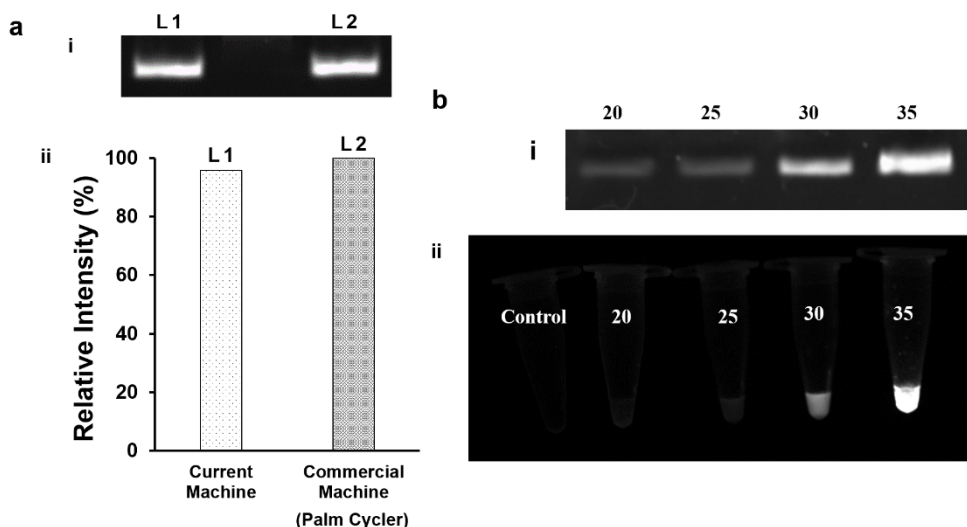 a
i
L 1 L 2
ii
L 1 L 2
100
80
60
40
20
0
Relative Intensity (%)
Current
Machine
Commercial
Machine
(Palm Cycler)
b
20 25 30 35
i
ii
Control 20 25 30 35